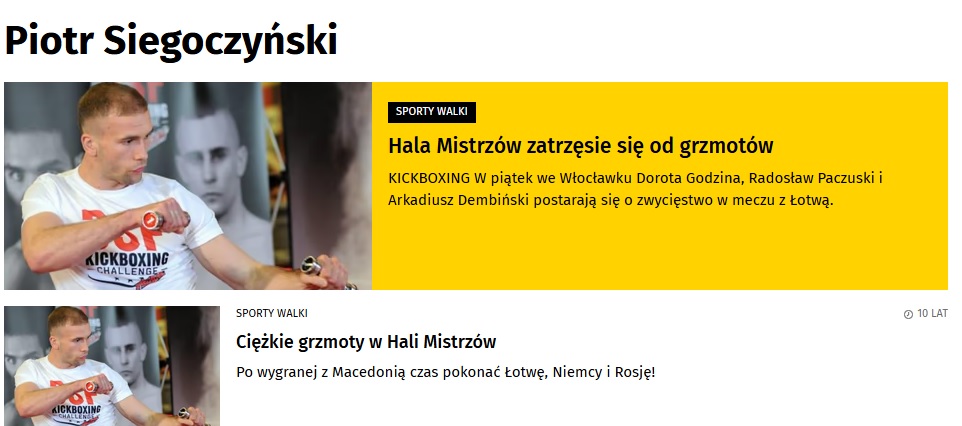 Piotr Siegoczyński
SPORTY WALKI
Hala Mistrzów zatrzęsie się od grzmotów
KICKBOXING W piątek we Włocławku Dorota Godzina, Radosław Paczuski i
Arkadiusz Dembiński postarają się o zwycięstwo w meczu z Łotwą.
KICKBOXING
CHALLENGE
SPORTY WALKI
10 LAT
Ciężkie grzmoty w Hali Mistrzów
Po wygranej z Macedonią czas pokonać Łotwę, Niemcy i Rosję!
KICKBOXING
CHALLENGE